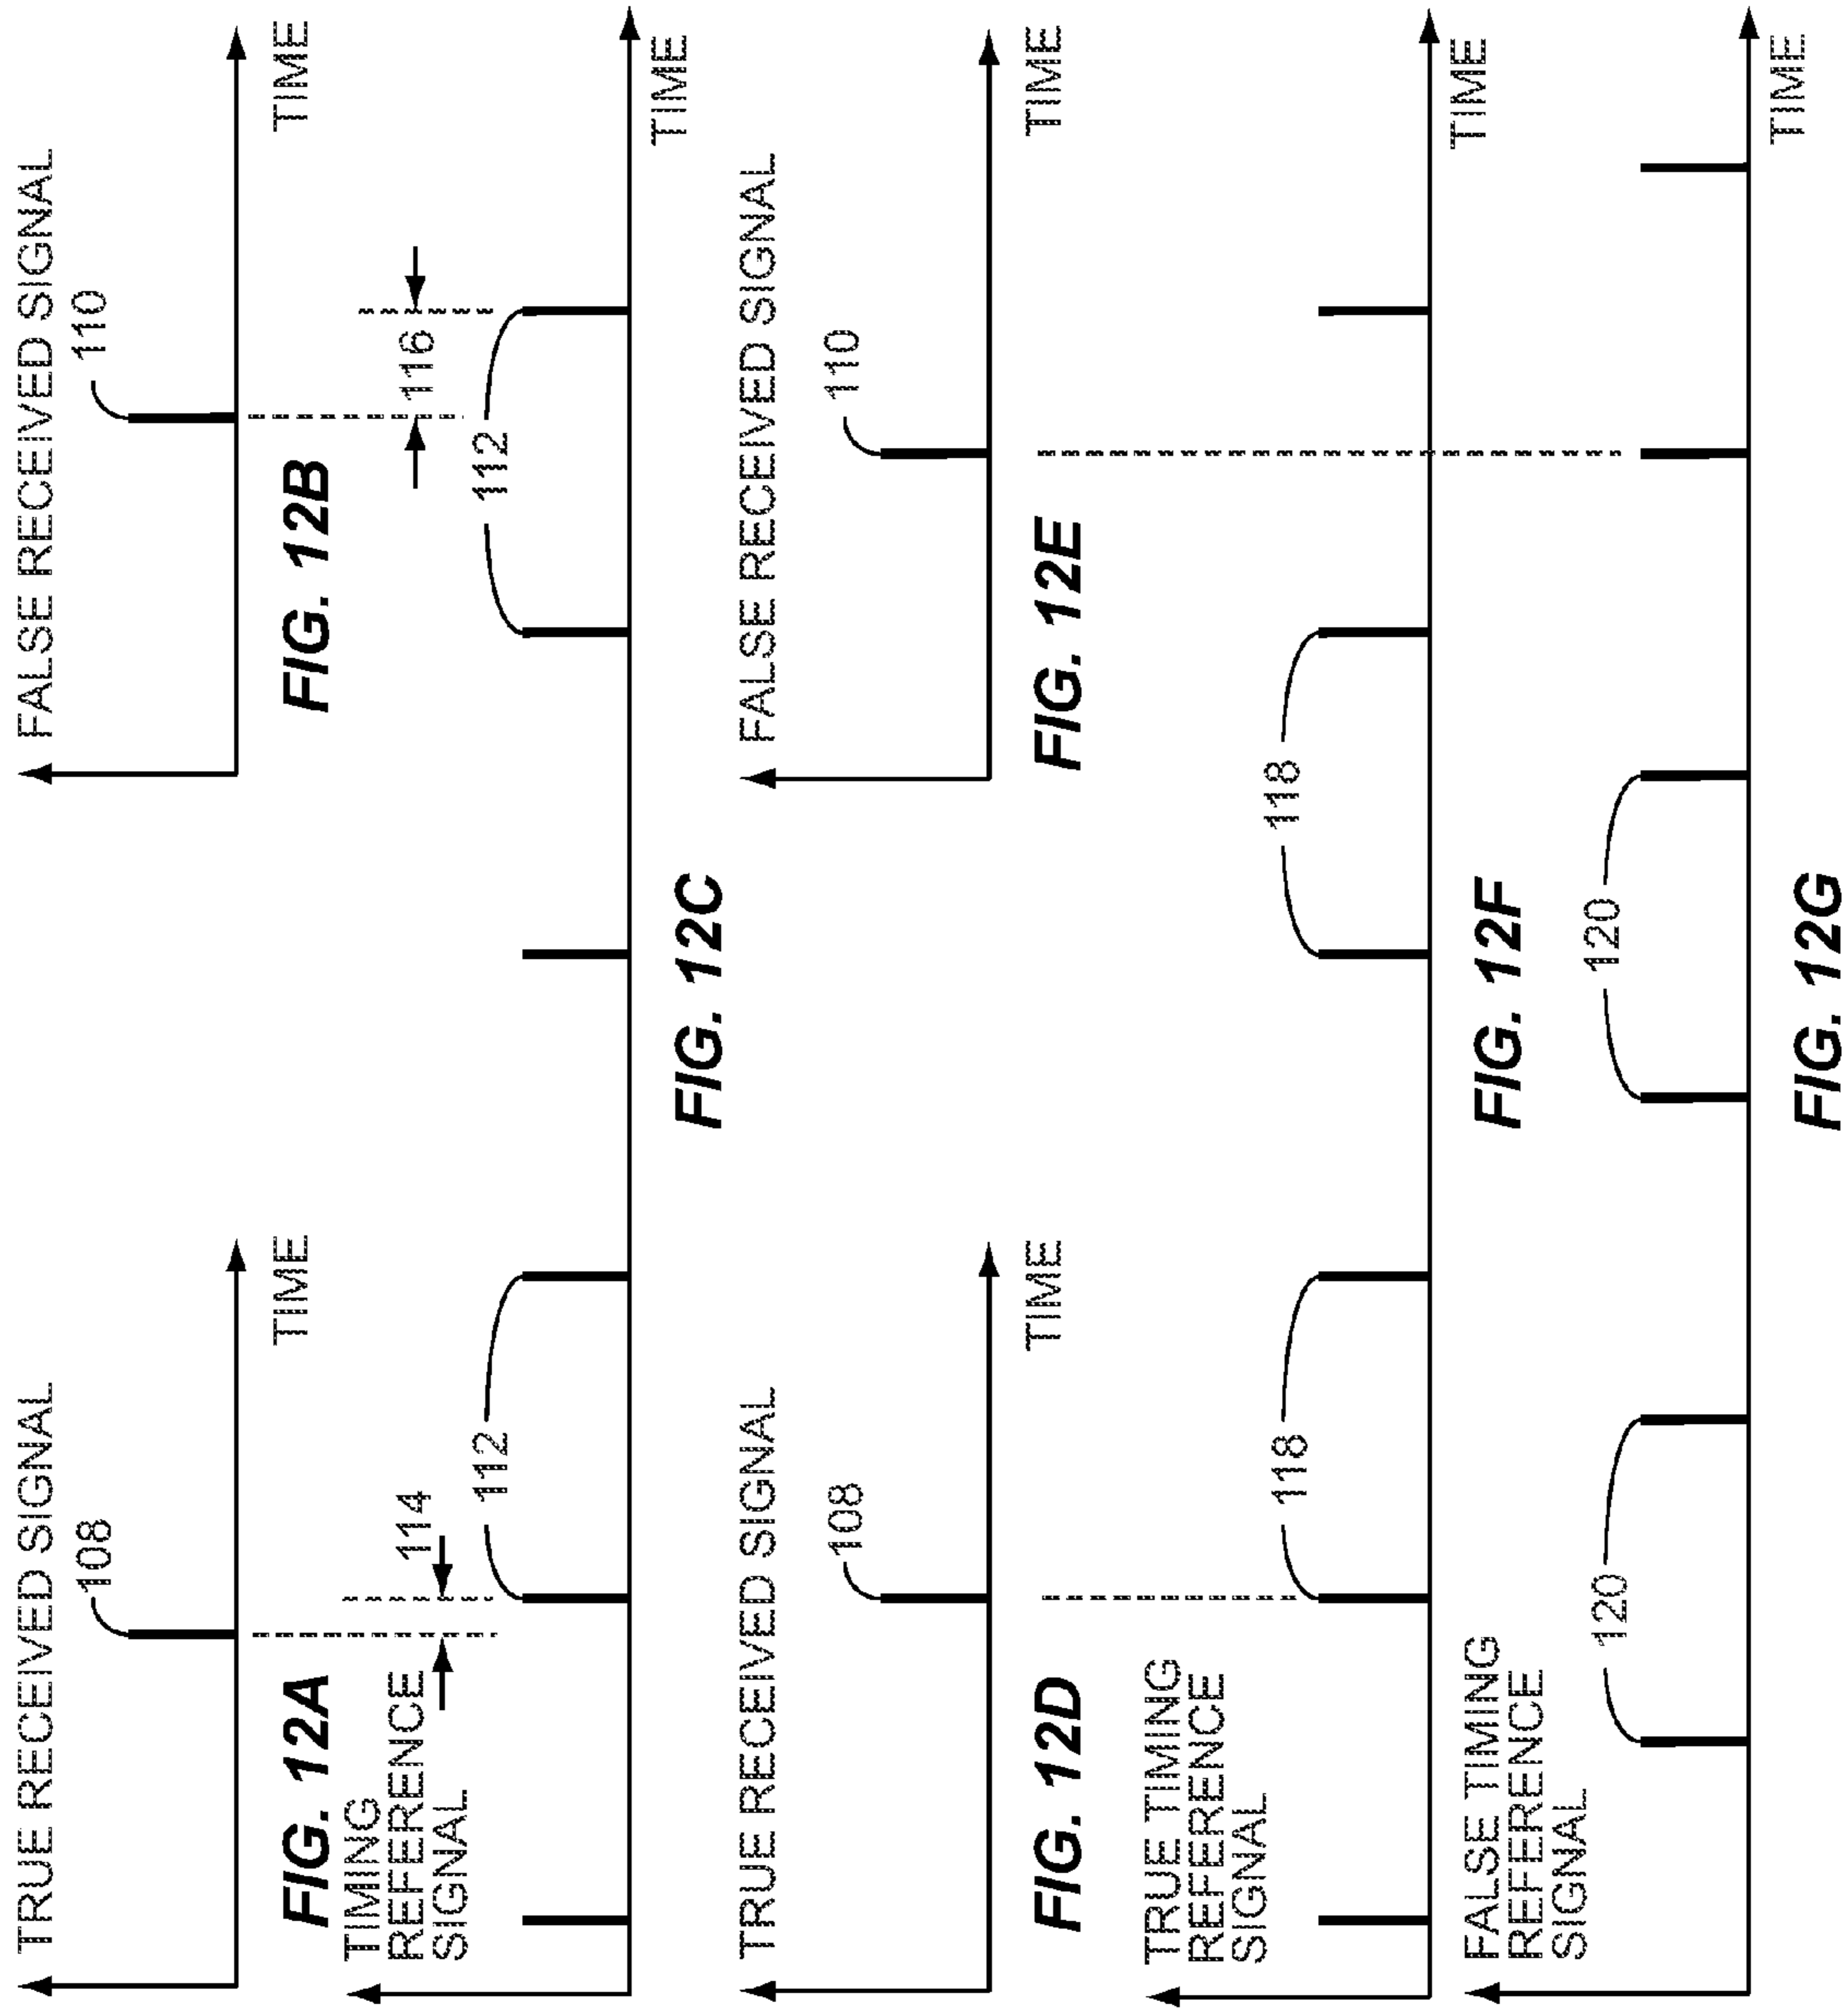 TRUE RECEIVED SIGNAL
108
TIME
FIG. 12A
FALSE RECEIVED SIGNAL
110
TIME
FIG. 12B
TIMING
REFERENCE
SIGNAL
114
112
116
112
TIME
FIG. 12C
TRUE RECEIVED SIGNAL
108
TIME
FIG. 12D
FALSE RECEIVED SIGNAL
110
TIME
FIG. 12E
TRUE TIMING
REFERENCE
SIGNAL
118
118
TIME
FIG. 12F
FALSE TIMING
REFERENCE
SIGNAL
120
120
TIME
FIG. 12G